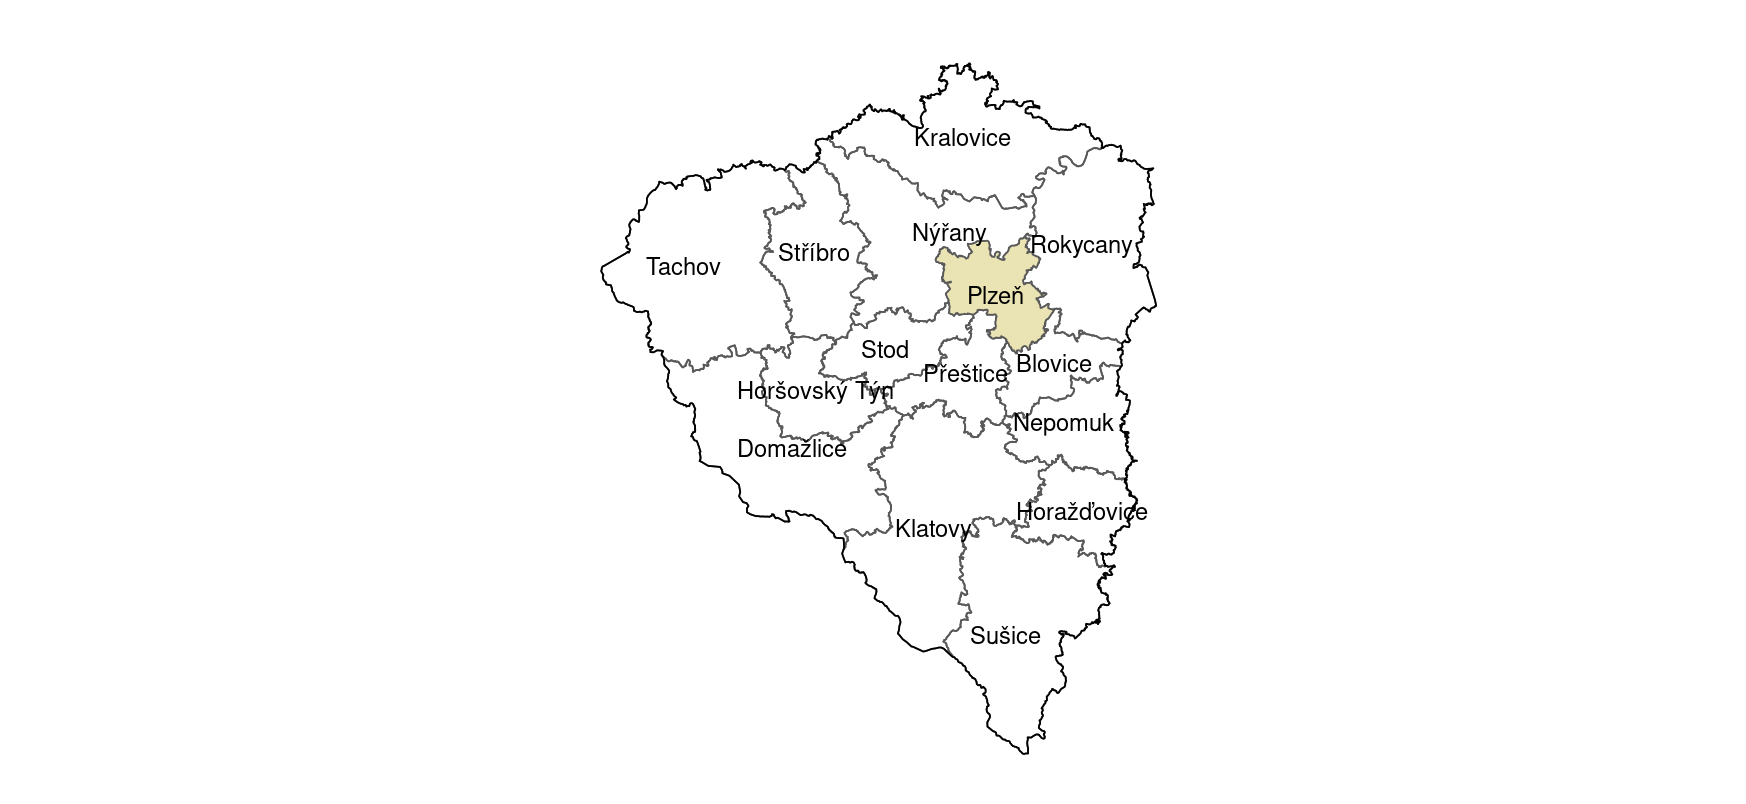 Kralovice
Nýřany
Rokycany
Stříbro
Tachov
Plzeň
Stod
Blovice
Přeštice
Horšovský Týn
Nepomuk
Domažlice
Horažďovice
Klatovy
Sušice